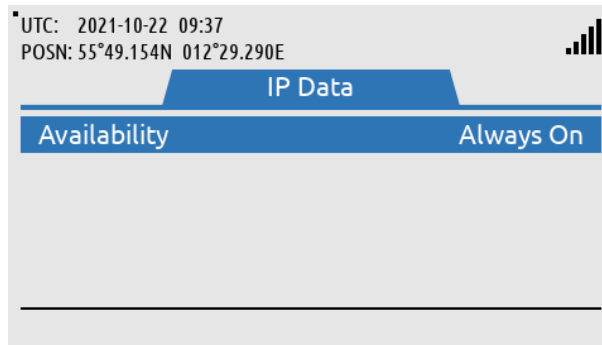 UTC: 2021-10-22 09:37
POSN: 55°49.154N 012°29.290E
IP Data
Availability Always On